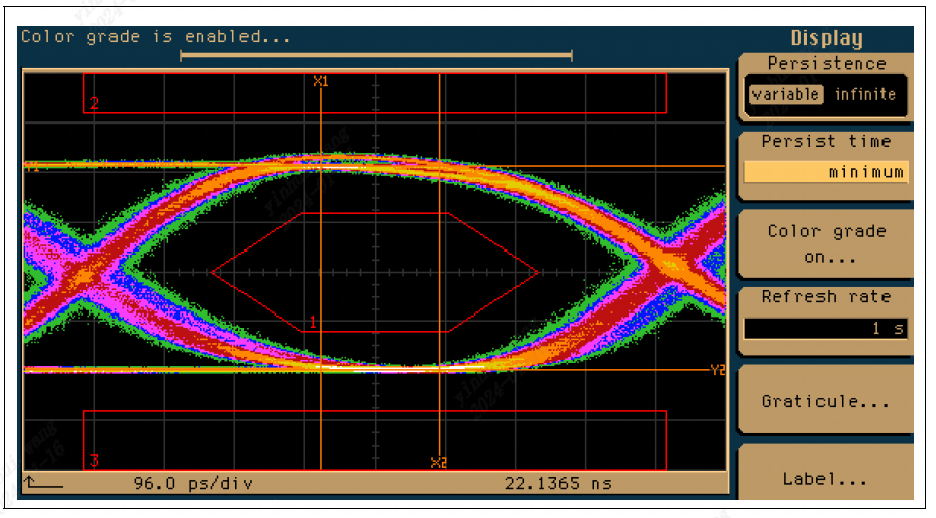 Color grade is enabled...
Display
Persistence
variable infinite
Persist time
minimum
Color grade
on...
Refresh rate
1 s
Graticule...
Label...
X1
2
Y1
1
Y2
3
X2
96.0 ps/div
22.1365 ns